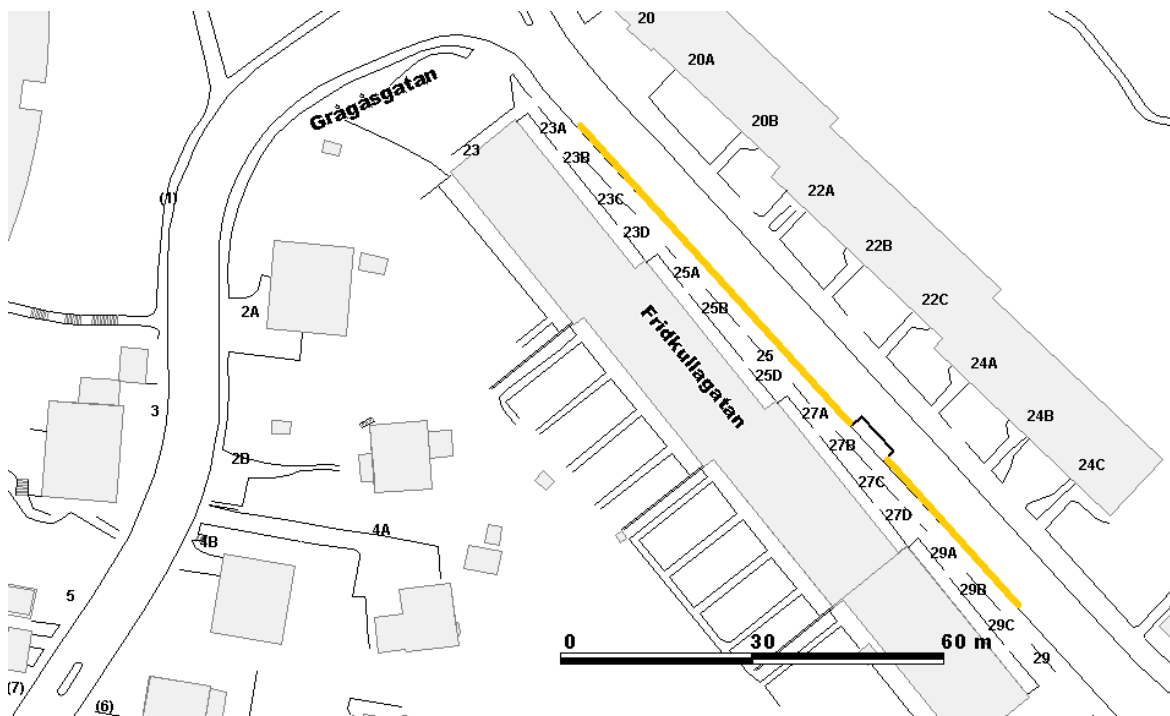 20
20A
20B
22A
22B
22C
24A
24B
24C
Grågåsgatan
23
23A
23B
23C
23D
25A
25B
25
25D
27A
27B
27C
27D
29A
29B
29C
29
Fridkullagatan
(1)
2A
3
2B
4A
4B
5
(7)
(6)
0 30 60 m